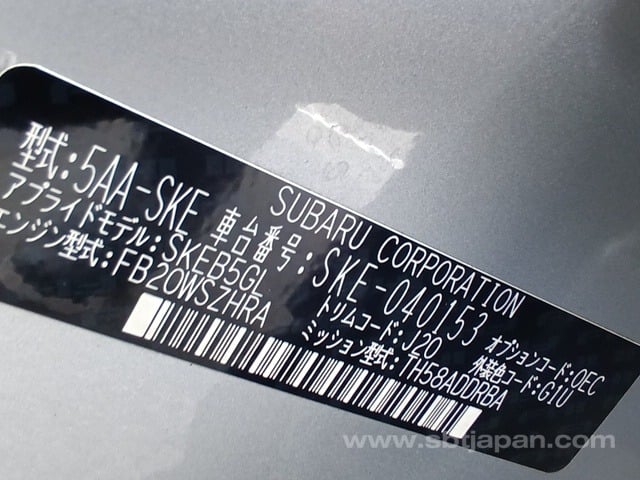 SUBARU CORPORATION
型式:5AA-SKE 車台番号:SKE-040153
アプライドモデル:SKEB5GL トリムコード:J20 オプションコード:OEC
エンジン型式:FB20WSZHRA ミッション型式:TH58ADDRBA 外装色コード:G1U
www.sbtjapan.com